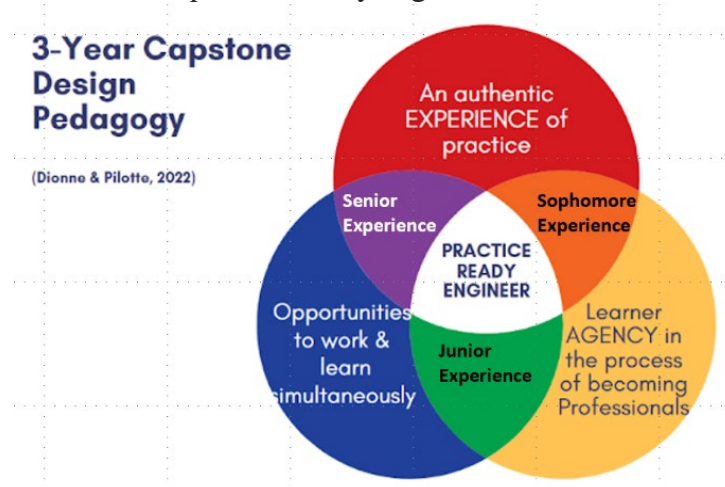 3-Year Capstone
Design
Pedagogy
(Dionne & Pilotte, 2022)
An authentic
EXPERIENCE of
practice
Senior
Experience
Sophomore
Experience
PRACTICE
READY
ENGINEER
Opportunities
to work &
learn
simultaneously
Junior
Experience
Learner
AGENCY in
the process
of becoming
Professionals